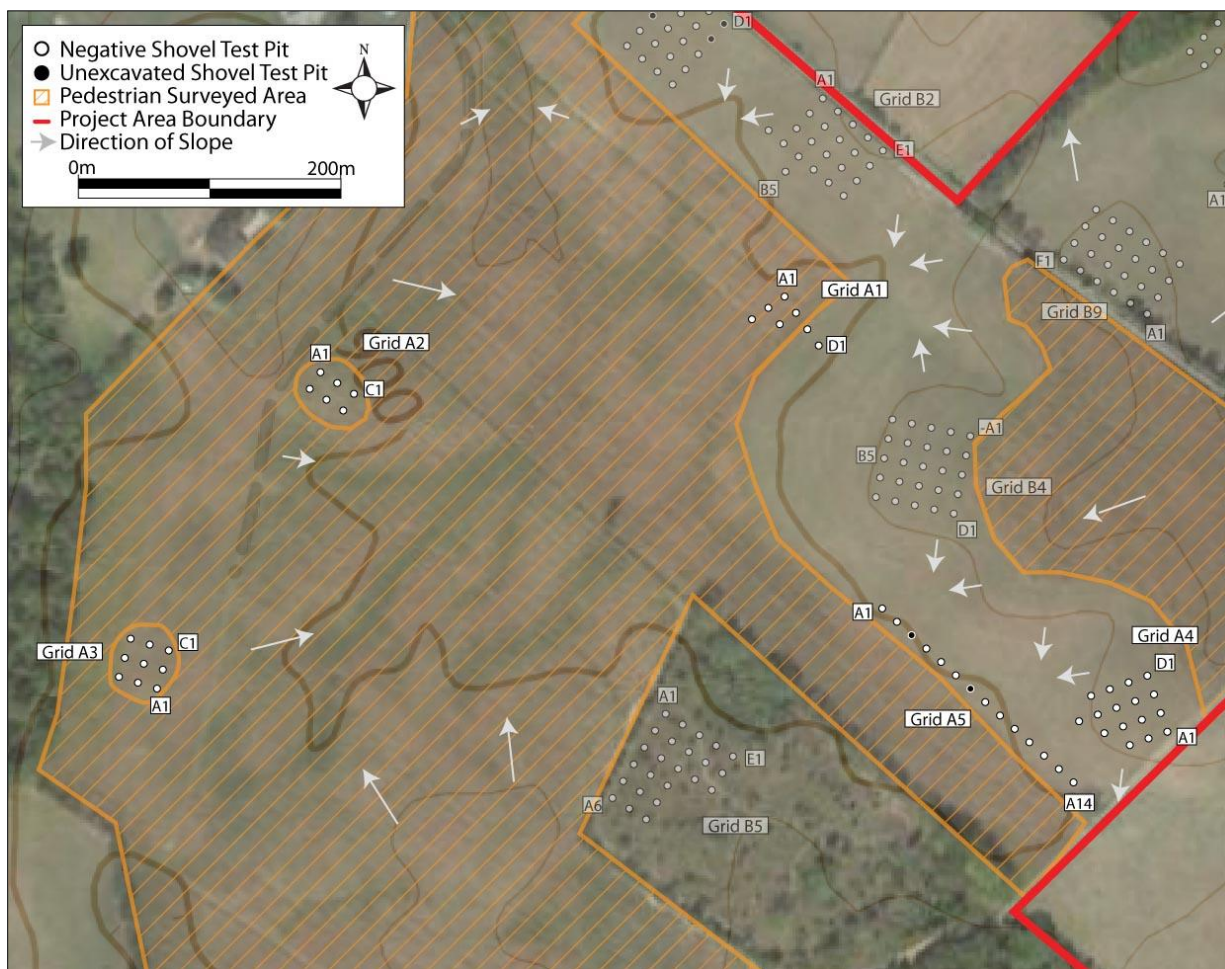 Negative Shovel Test Pit
Unexcavated Shovel Test Pit
Pedestrian Surveyed Area
Project Area Boundary
Direction of Slope
N
0m 200m
D1
A1
Grid B2
E1
B5
A1
F1
A1
Grid A1
Grid B9
D1
A1
Grid A2
A1
C1
-A1
B5
Grid B4
D1
A1
Grid A4
D1
Grid A3
C1
A1
Grid A5
A1
A1
E1
A6
A14
Grid B5